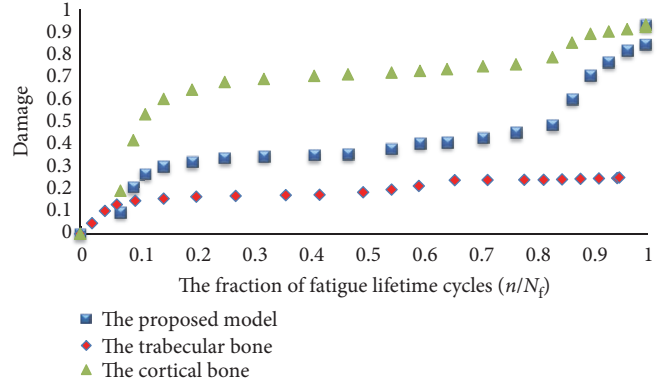 1
0.9
0.8
0.7
0.6
0.5
0.4
0.3
0.2
0.1
0
Damage
0 0.1 0.2 0.3 0.4 0.5 0.6 0.7 0.8 0.9 1
The fraction of fatigue lifetime cycles (n/Nf)
The proposed model
The trabecular bone
The cortical bone